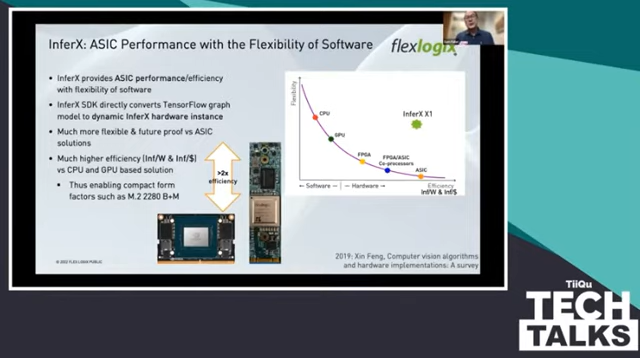 InferX: ASIC Performance with the Flexibility of Software
flexlogix
InferX provides ASIC performance/efficiency
with flexibility of software
InferX SDK directly converts TensorFlow graph
model to dynamic InferX hardware instance
Much more flexible & future proof vs ASIC
solutions
Much higher efficiency (Inf/W & Inf/$)
vs CPU and GPU based solution
Thus enabling compact form
factors such as M.2 2280 B+M
>2x
efficiency
Flexibility
CPU
GPU
FPGA
FPGA/ASIC
Co-processors
ASIC
InferX X1
Software
Hardware
Efficiency
Inf/W & Inf/$
2019: Xin Feng, Computer vision algorithms
and hardware implementations: A survey
© 2022 FLEX LOGIX PUBLIC
TiiQu
TECH
TALKS